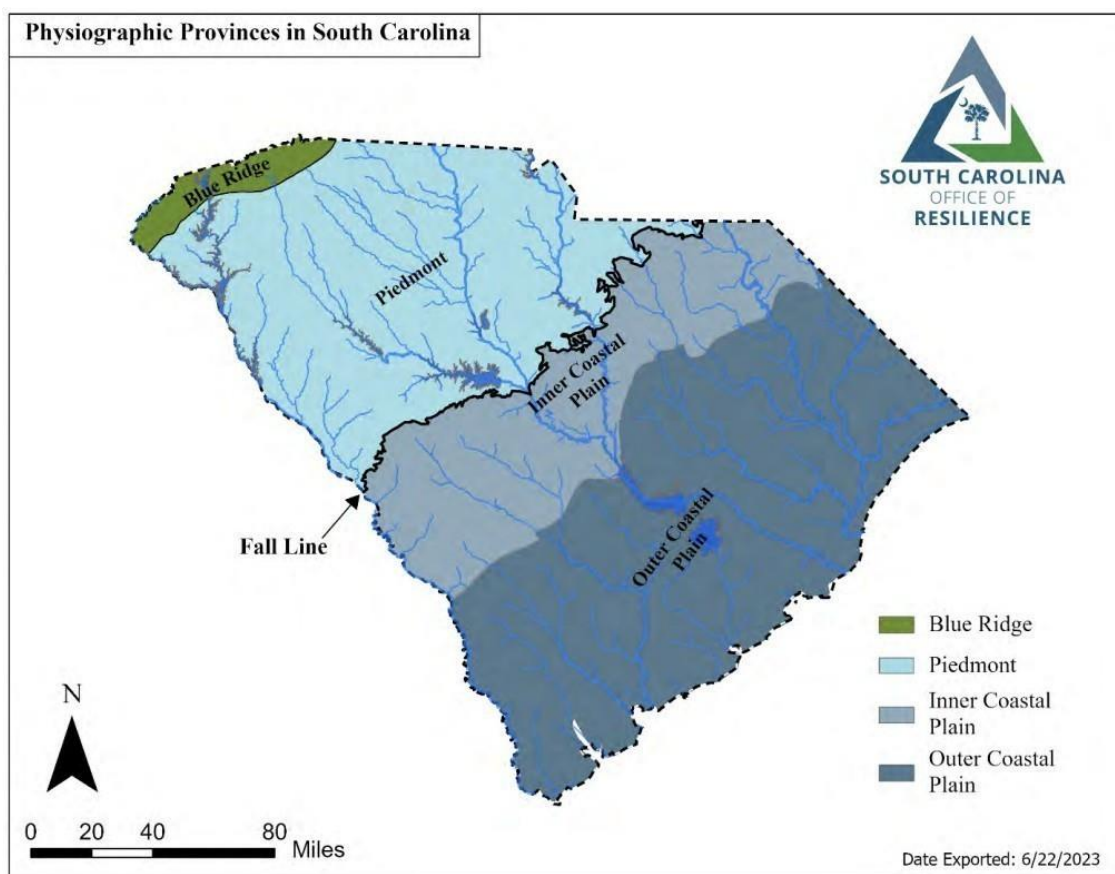 Physiographic Provinces in South Carolina
SOUTH CAROLINA
OFFICE OF
RESILIENCE
Blue Ridge
Piedmont
Inner Coastal
Plain
Fall Line
Outer Coastal
Plain
Blue Ridge
Piedmont
Inner Coastal
Plain
Outer Coastal
Plain
N
0 20 40 80 Miles
Date Exported: 6/22/2023